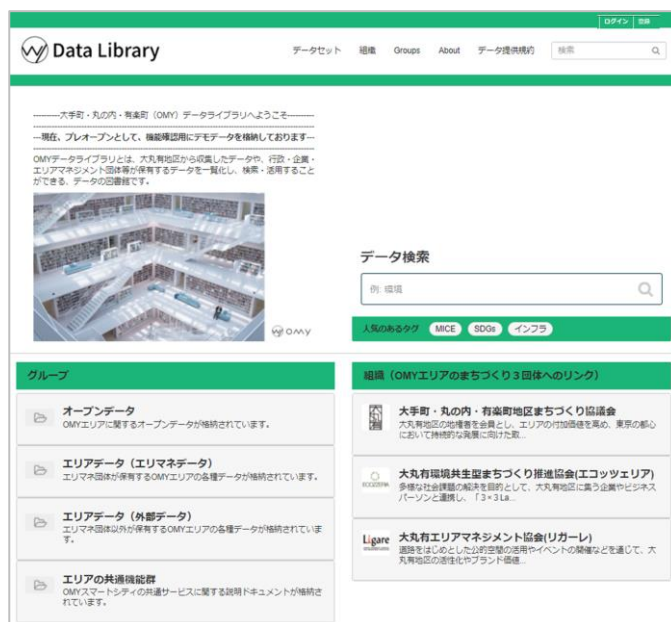 ログイン 登録
Data Library
データセット 組織 Groups About データ提供規約 検索
---------大手町・丸の内・有楽町（OMY）データライブラリへようこそ---------
---現在、プレオープンとして、機能確認用にデモデータを格納しております---
OMYデータライブラリとは、大丸有地区から収集したデータや、行政・企業・
エリアマネジメント団体等が保有するデータを一覧化し、検索・活用すること
ができる、データの図書館です。
omy
データ検索
例: 環境
人気のあるタグ MICE SDGs インフラ
グループ
オープンデータ
OMYエリアに関するオープンデータが格納されています。
エリアデータ（エリマネデータ）
エリマネ団体が保有するOMYエリアの各種データが格納されています。
エリアデータ（外部データ）
エリマネ団体以外が保有するOMYエリアの各種データが格納されていま
す。
エリアの共通機能群
OMYスマートシティの共通サービスに関する説明ドキュメントが格納さ
れています。
組織（OMYエリアのまちづくり３団体へのリンク）
大手町・丸の内・有楽町地区まちづくり協議会
大丸有地区の地権者を会員とし、エリアの付加価値を高め、東京の都心
において持続的な発展に向けた取...
大丸有環境共生型まちづくり推進協会(エコッツェリア)
多様な社会課題の解決を目的として、大丸有地区に集う企業やビジネス
パーソンと連携し、「３×３La...
Ligare
大丸有エリアマネジメント協会(リガーレ)
道路をはじめとした公的空間の活用やイベントの開催などを通じて、大
丸有地区の活性化やブランド価値...